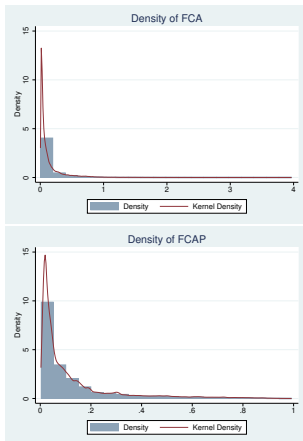 Density of FCA
15
10
5
0
Density
0 1 2 3 4
Density Kernel Density
Density of FCAP
15
10
5
0
Density
0 .2 .4 .6 .8 1
Density Kernel Density